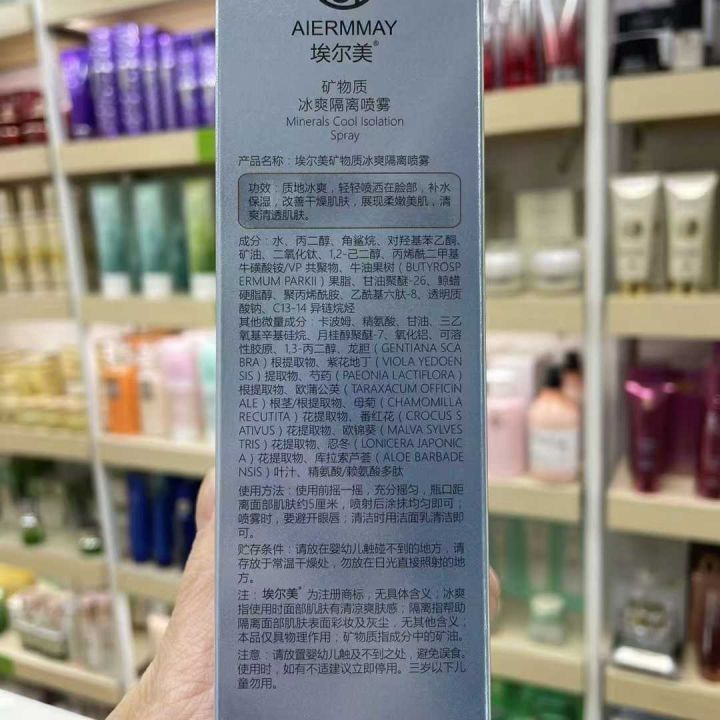 AIERMMAY
埃尔美®
矿物质
冰爽隔离喷雾
Minerals Cool Isolation
Spray
产品名称：埃尔美矿物质冰爽隔离喷雾
功效：质地冰爽，轻轻喷洒在脸部，补水
保湿，改善干燥肌肤，展现柔嫩美肌，清
爽清透肌肤。
成分：水、丙二醇、角鲨烷、对羟基苯乙酮、
矿油、二氧化钛、1,2-己二醇、丙烯酰二甲基
牛磺酸铵/VP 共聚物、牛油果树（BUTYROSP
ERMUM PARKII）果脂、甘油聚醚-26、鲸蜡
硬脂醇、聚丙烯酰胺、乙酰基六肽-8、透明质
酸钠、C13-14 异链烷烃
其他微量成分：卡波姆、精氨酸、甘油、三乙
氧基辛基硅烷、月桂醇聚醚-7、氧化铝、可溶
性胶原、1,3-丙二醇、龙胆（GENTIANA SCA
BRA）根提取物、紫花地丁（VIOLA YEDOEN
SIS）提取物、芍药（PAEONIA LACTIFLORA）
根提取物、欧蒲公英（TARAXACUM OFFICIN
ALE）根茎/根提取物、母菊（CHAMOMILLA
RECUTITA）花提取物、番红花（CROCUS S
ATIVUS）花提取物、欧锦葵（MALVA SYLVES
TRIS）花提取物、忍冬（LONICERA JAPONIC
A）花提取物、库拉索芦荟（ALOE BARBADE
NSIS）叶汁、精氨酸/赖氨酸多肽
使用方法：使用前摇一摇，充分摇匀，瓶口距
离面部肌肤约5厘米，喷射后涂抹均匀即可；
喷雾时，要避开眼唇；清洁时用洁面乳清洁即
可。
贮存条件：请放在婴幼儿触碰不到的地方，请
存放于常温干燥处，勿放在日光直接照射的地
方。
注：埃尔美®为注册商标，无具体含义；冰爽
指使用时面部肌肤有清凉爽肤感；隔离指帮助
隔离面部肌肤表面彩妆及灰尘，无其他含义；
本品仅具物理作用；矿物质指成分中的矿油。
注意：请放置婴幼儿触及不到之处，避免误食。
使用时，如有不适建议立即停用。三岁以下儿
童勿用。